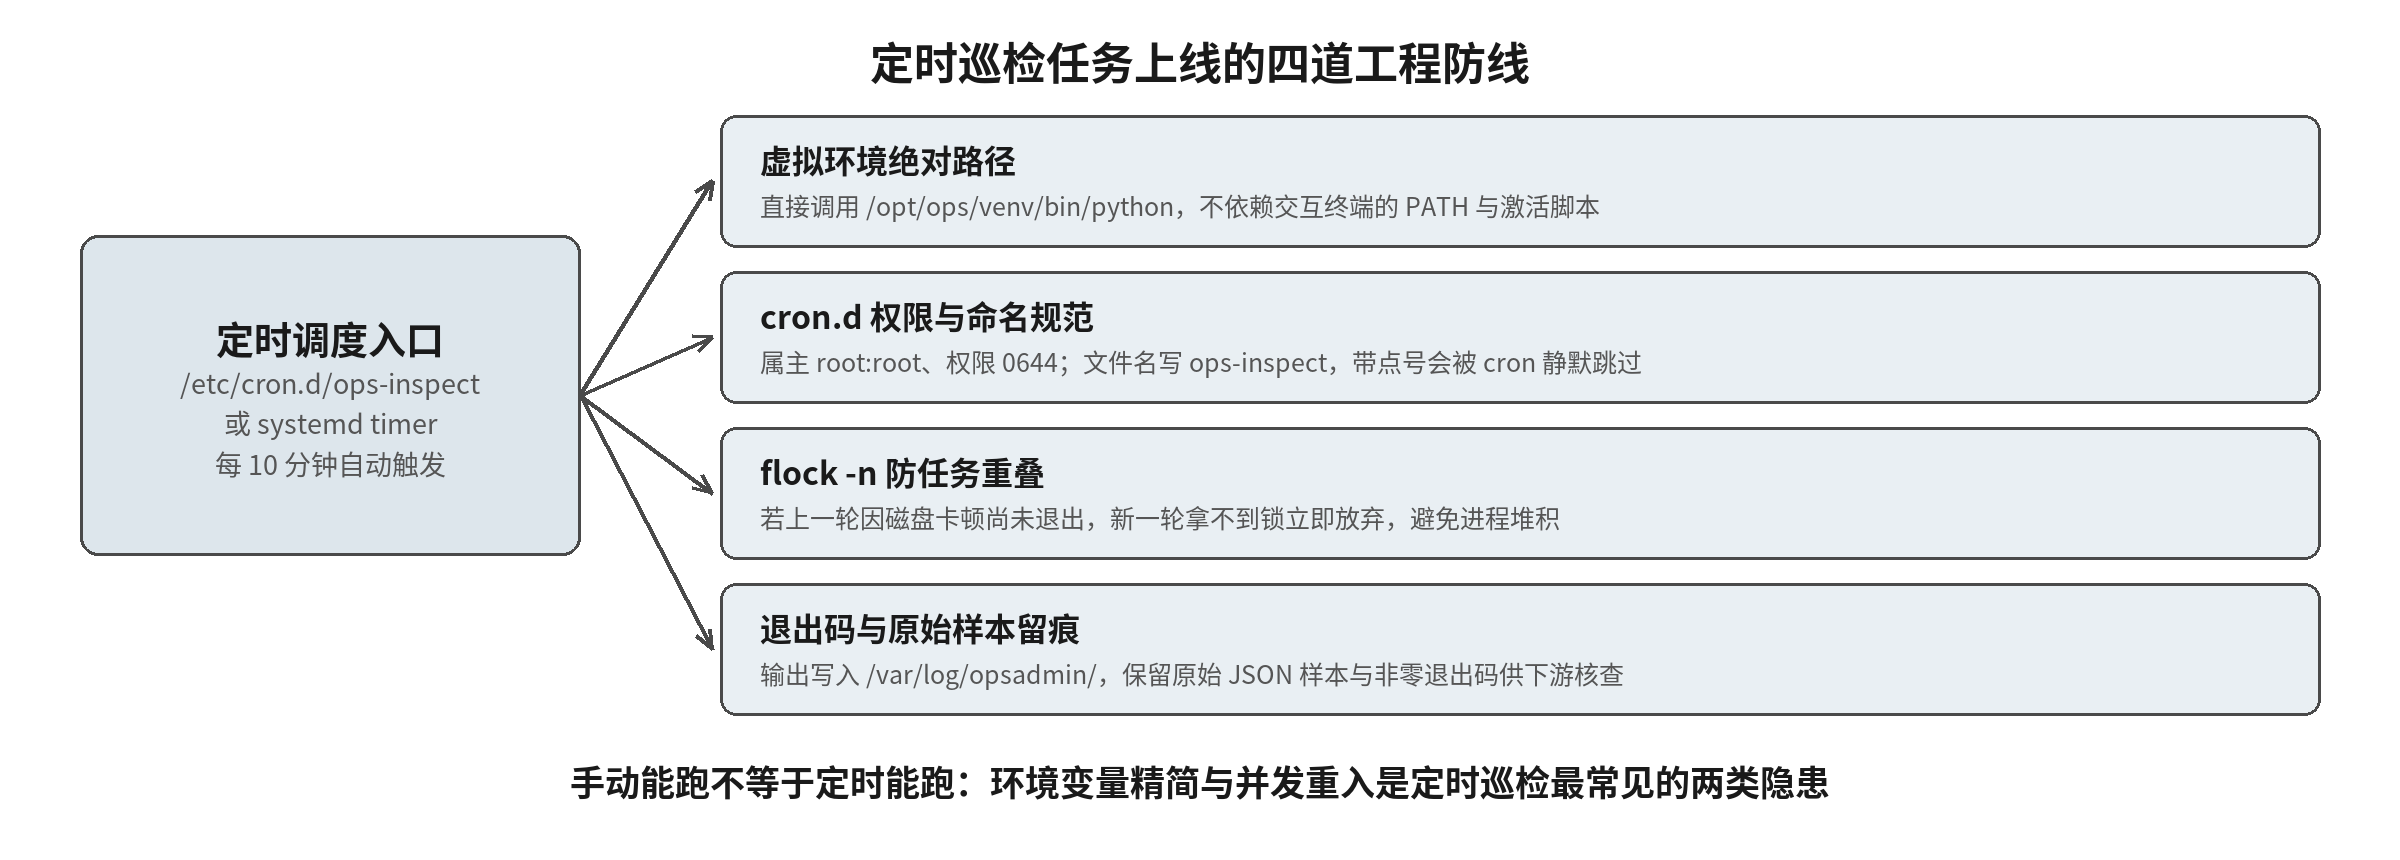 定时巡检任务上线的四道工程防线
定时调度入口
/etc/cron.d/ops-inspect
或 systemd timer
每 10 分钟自动触发
虚拟环境绝对路径
直接调用 /opt/ops/venv/bin/python，不依赖交互终端的 PATH 与激活脚本
cron.d 权限与命名规范
属主 root:root、权限 0644；文件名写 ops-inspect，带点号会被 cron 静默跳过
flock -n 防任务重叠
若上一轮因磁盘卡顿尚未退出，新一轮拿不到锁立即放弃，避免进程堆积
退出码与原始样本留痕
输出写入 /var/log/opsadmin/，保留原始 JSON 样本与非零退出码供下游核查
手动能跑不等于定时能跑：环境变量精简与并发重入是定时巡检最常见的两类隐患